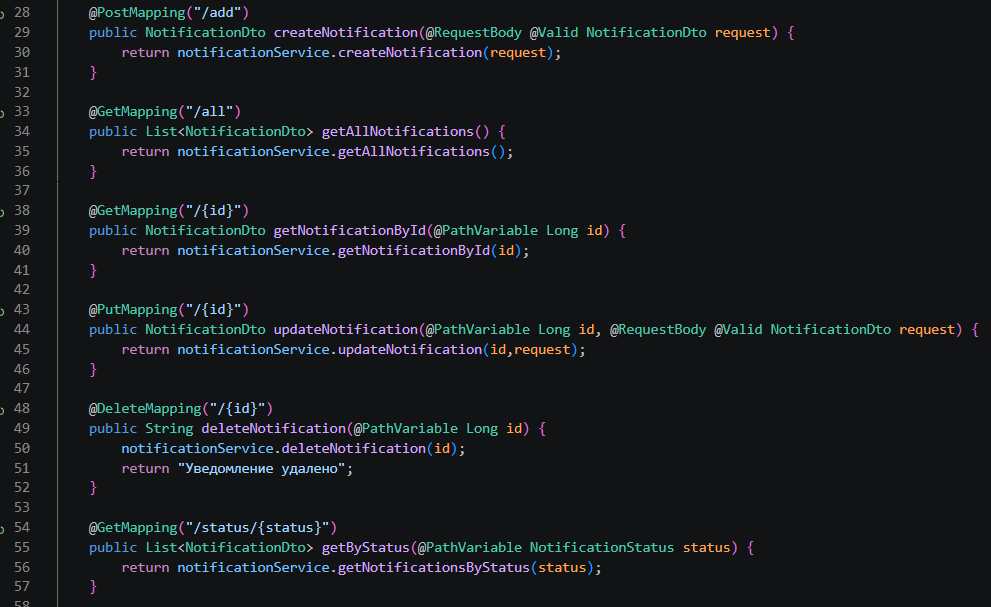 28 @PostMapping("/add")
29 public NotificationDto createNotification(@RequestBody @Valid NotificationDto request) {
30 return notificationService.createNotification(request);
31 }
32
33 @GetMapping("/all")
34 public List<NotificationDto> getAllNotifications() {
35 return notificationService.getAllNotifications();
36 }
37
38 @GetMapping("/{id}")
39 public NotificationDto getNotificationById(@PathVariable Long id) {
40 return notificationService.getNotificationById(id);
41 }
42
43 @PutMapping("/{id}")
44 public NotificationDto updateNotification(@PathVariable Long id, @RequestBody @Valid NotificationDto request) {
45 return notificationService.updateNotification(id,request);
46 }
47
48 @DeleteMapping("/{id}")
49 public String deleteNotification(@PathVariable Long id) {
50 notificationService.deleteNotification(id);
51 return "Уведомление удалено";
52 }
53
54 @GetMapping("/status/{status}")
55 public List<NotificationDto> getByStatus(@PathVariable NotificationStatus status) {
56 return notificationService.getNotificationsByStatus(status);
57 }
58